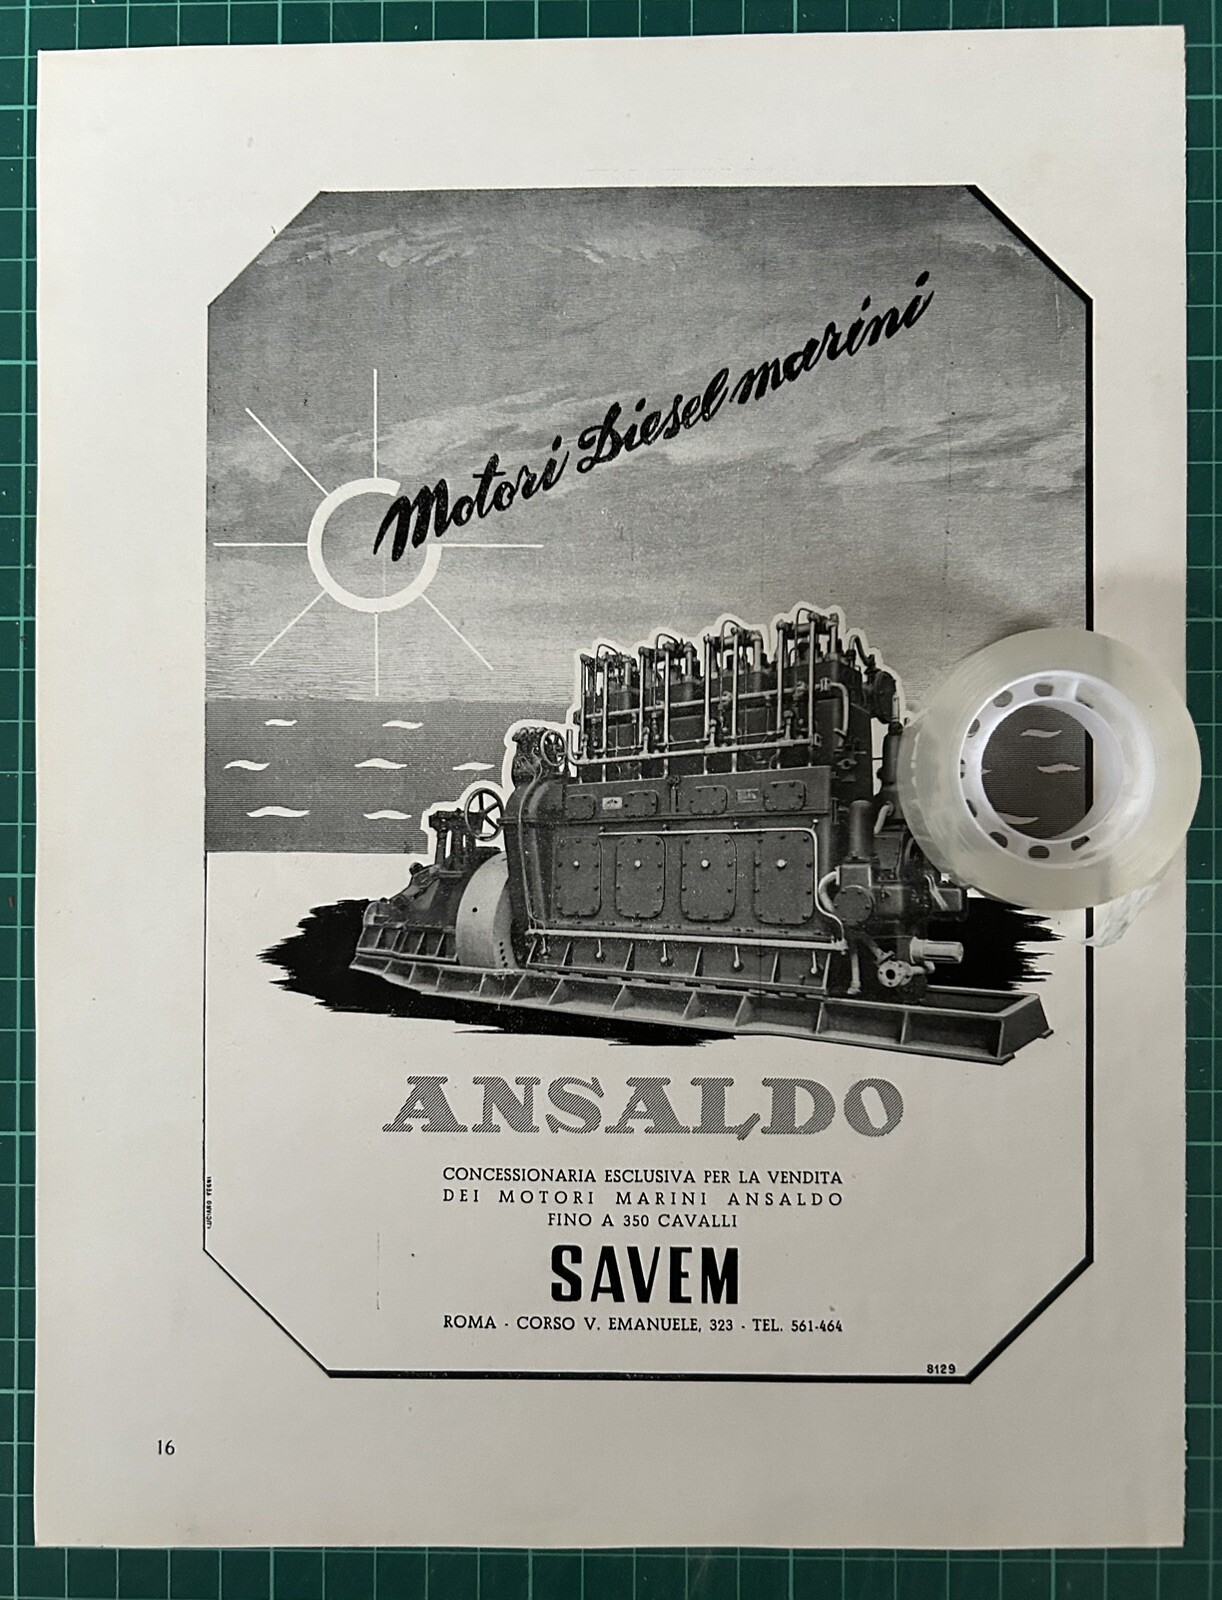 Motori Diesel marini
ANSALDO
CONCESSIONARIA ESCLUSIVA PER LA VENDITA
DEI MOTORI MARINI ANSALDO
FINO A 350 CAVALLI
SAVEM
ROMA - CORSO V. EMANUELE, 323 - TEL. 561-464
8129
16